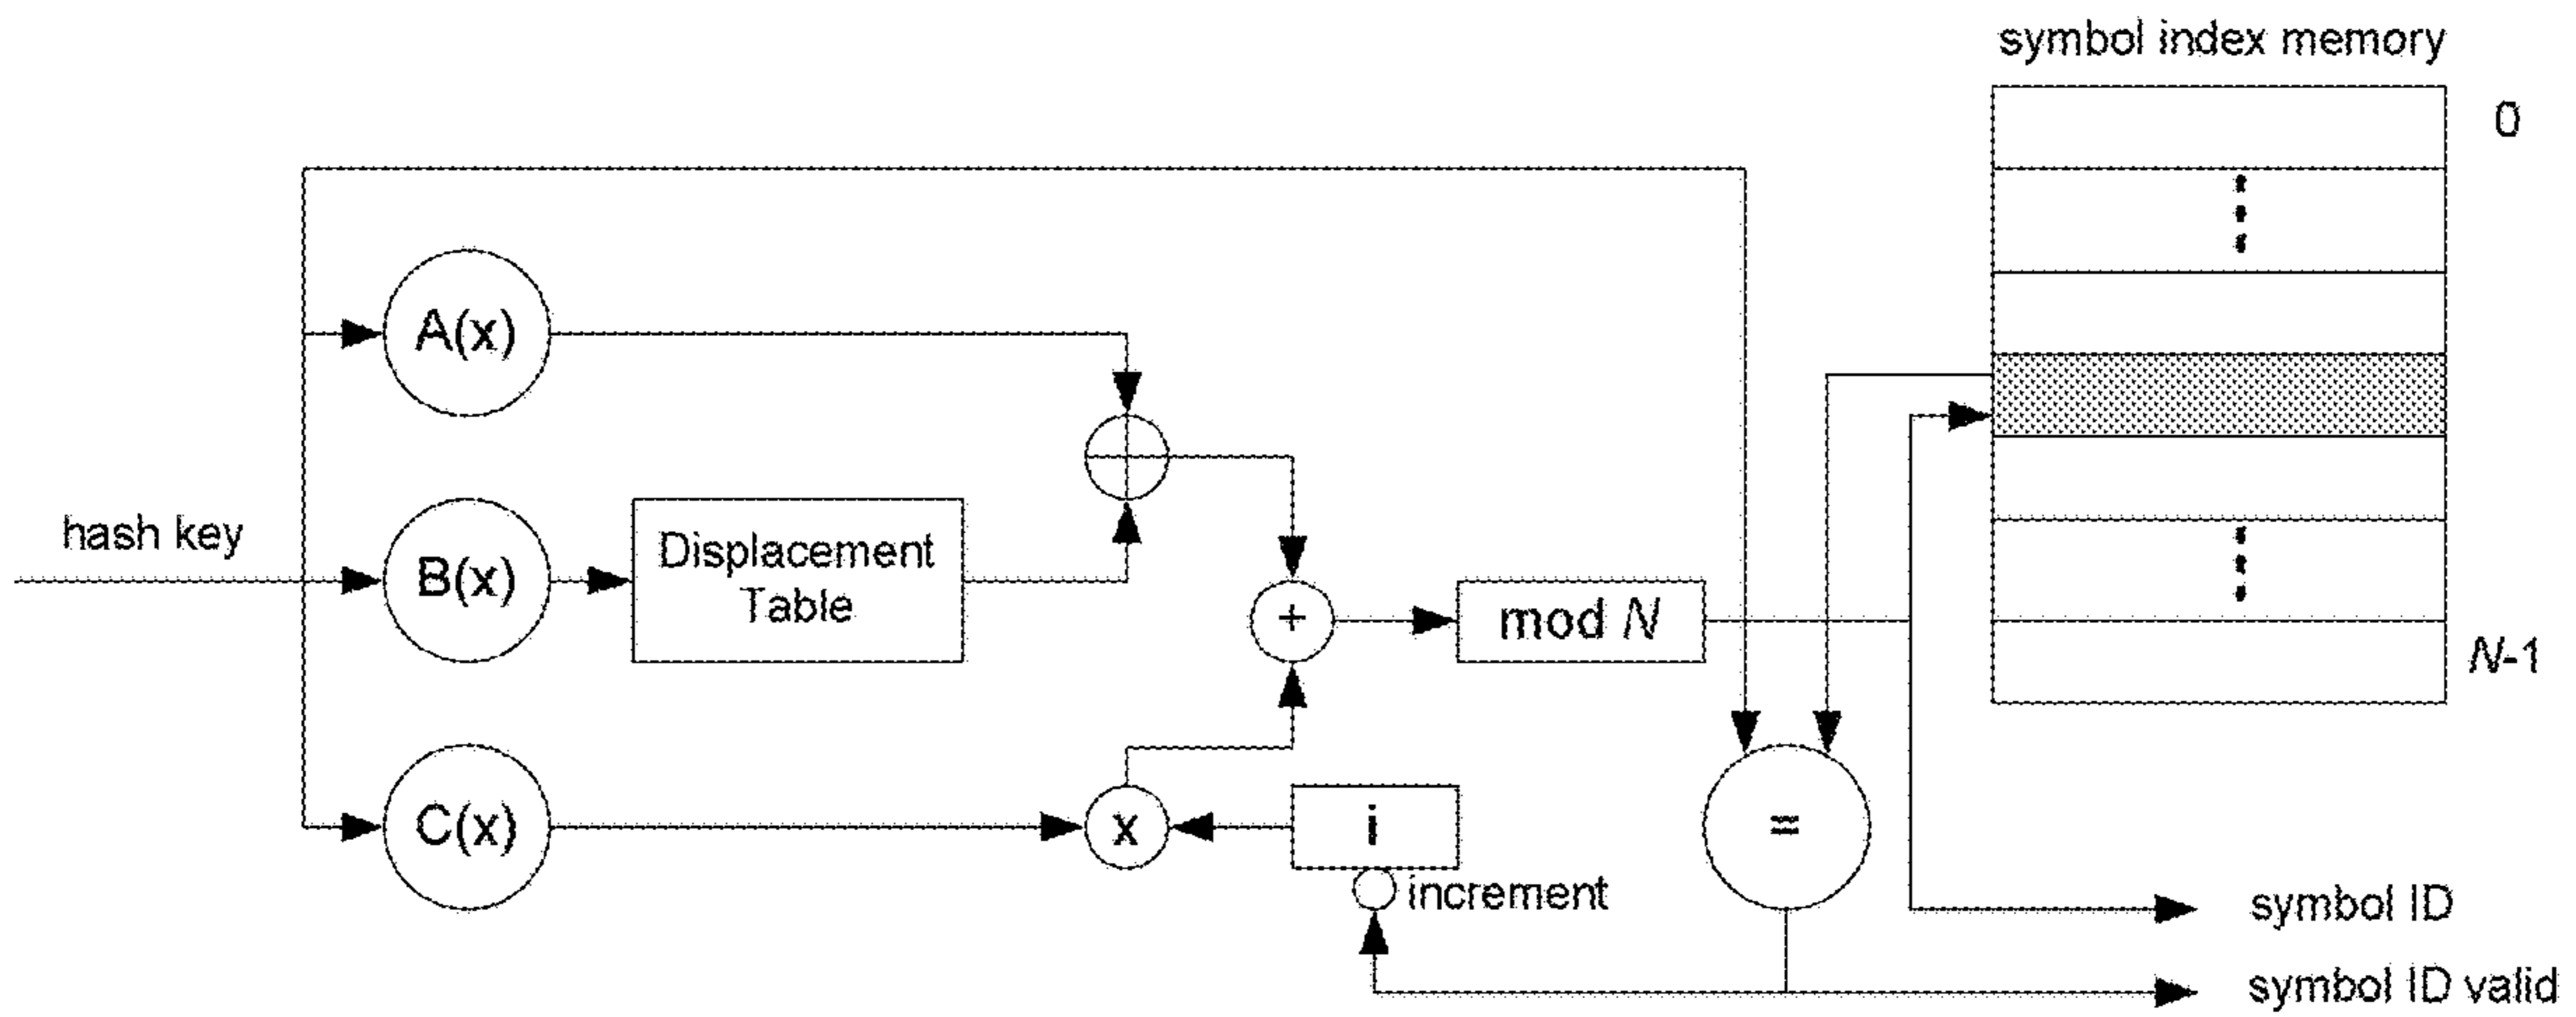 symbol index memory
0
A(x)
hash key
B(x)
Displacement
Table
+
mod N
N-1
C(x)
x
i
=
increment
symbol ID
symbol ID valid